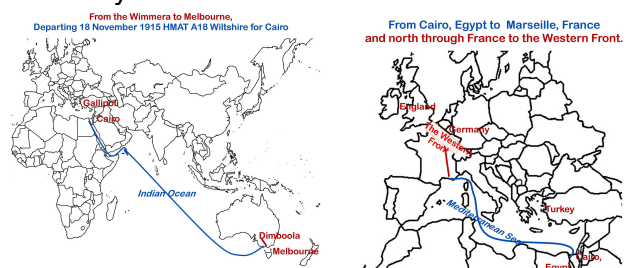 From the Wimmera to Melbourne,
Departing 18 November 1915 HMAT A18 Wiltshire for Cairo
Gallipoli
Cairo
Indian Ocean
Dimboola
Melbourne
From Cairo, Egypt to Marseille, France
and north through France to the Western Front.
England
Germany
The Western
Front
Turkey
Mediterranean Sea
Cairo,
Egypt